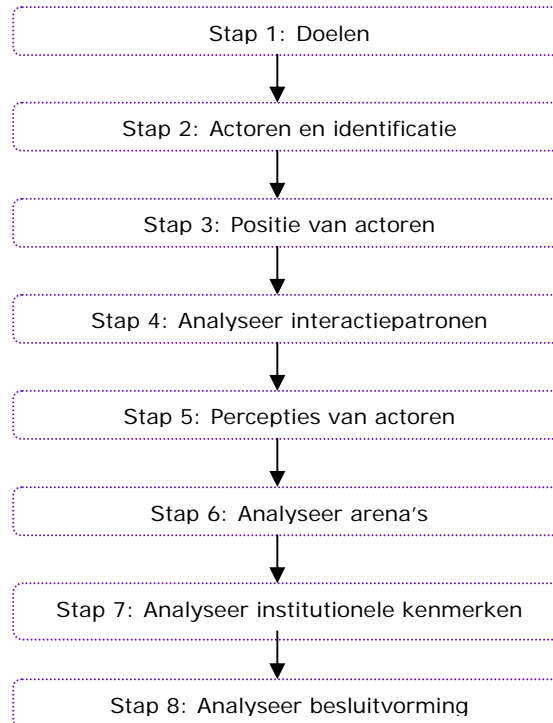 Stap 1: Doelen
Stap 2: Actoren en identificatie
Stap 3: Positie van actoren
Stap 4: Analyseer interactiepatronen
Stap 5: Percepties van actoren
Stap 6: Analyseer arena's
Stap 7: Analyseer institutionele kenmerken
Stap 8: Analyseer besluitvorming